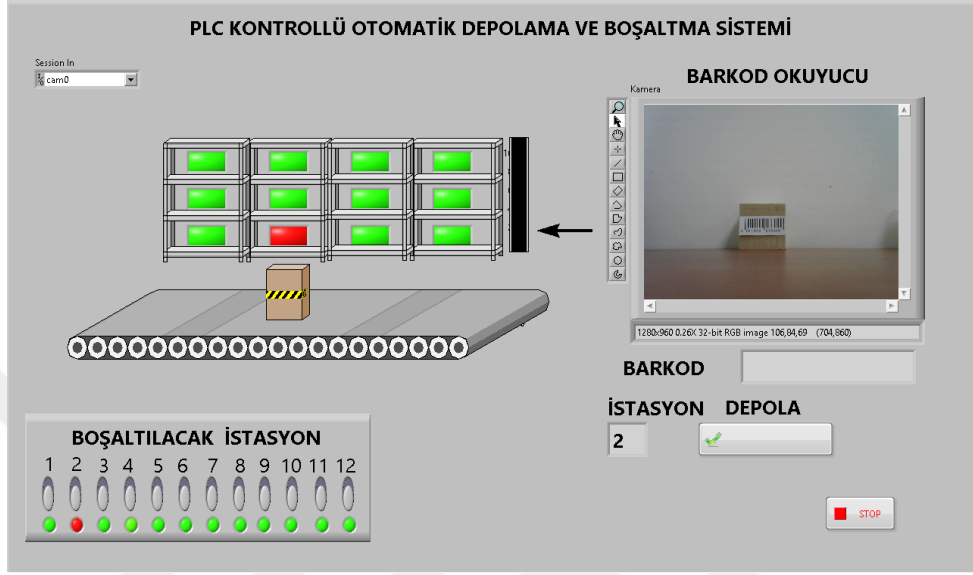 PLC KONTROLLÜ OTOMATİK DEPOLAMA VE BOŞALTMA SİSTEMİ
Session In
cam0
BARKOD OKUYUCU
Kamera
1280x960 0.26X 32-bit RGB image 106,84,69 (704,860)
BARKOD
İSTASYON DEPOLA
2
BOŞALTILACAK İSTASYON
1 2 3 4 5 6 7 8 9 10 11 12
STOP